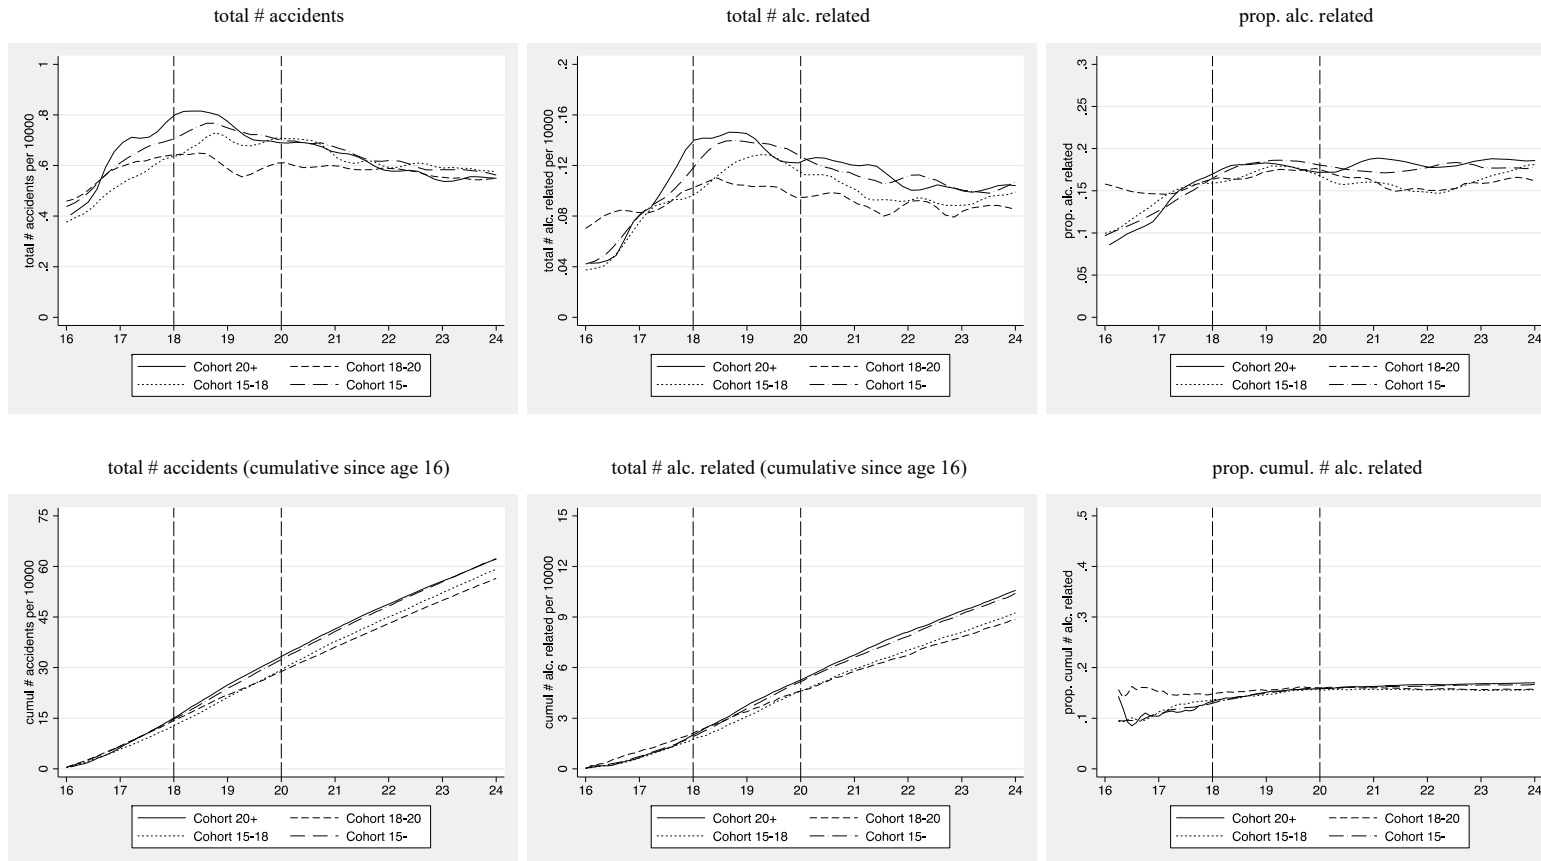 total # accidents
total # alc. related
prop. alc. related
total # accidents per 10000
0 .2 .4 .6 .8 1
16 17 18 19 20 21 22 23 24
Cohort 20+ Cohort 18-20
Cohort 15-18 Cohort 15-
total # alc. related per 10000
0 .04 .08 .12 .16 .2
16 17 18 19 20 21 22 23 24
Cohort 20+ Cohort 18-20
Cohort 15-18 Cohort 15-
prop. alc. related
0 .05 .1 .15 .2 .25 .3
16 17 18 19 20 21 22 23 24
Cohort 20+ Cohort 18-20
Cohort 15-18 Cohort 15-
total # accidents (cumulative since age 16)
total # alc. related (cumulative since age 16)
prop. cumul. # alc. related
cumul # accidents per 10000
0 15 30 45 60 75
16 17 18 19 20 21 22 23 24
Cohort 20+ Cohort 18-20
Cohort 15-18 Cohort 15-
cumul # alc. related per 10000
0 3 6 9 12 15
16 17 18 19 20 21 22 23 24
Cohort 20+ Cohort 18-20
Cohort 15-18 Cohort 15-
prop. cumul # alc. related
0 .1 .2 .3 .4 .5
16 17 18 19 20 21 22 23 24
Cohort 20+ Cohort 18-20
Cohort 15-18 Cohort 15-